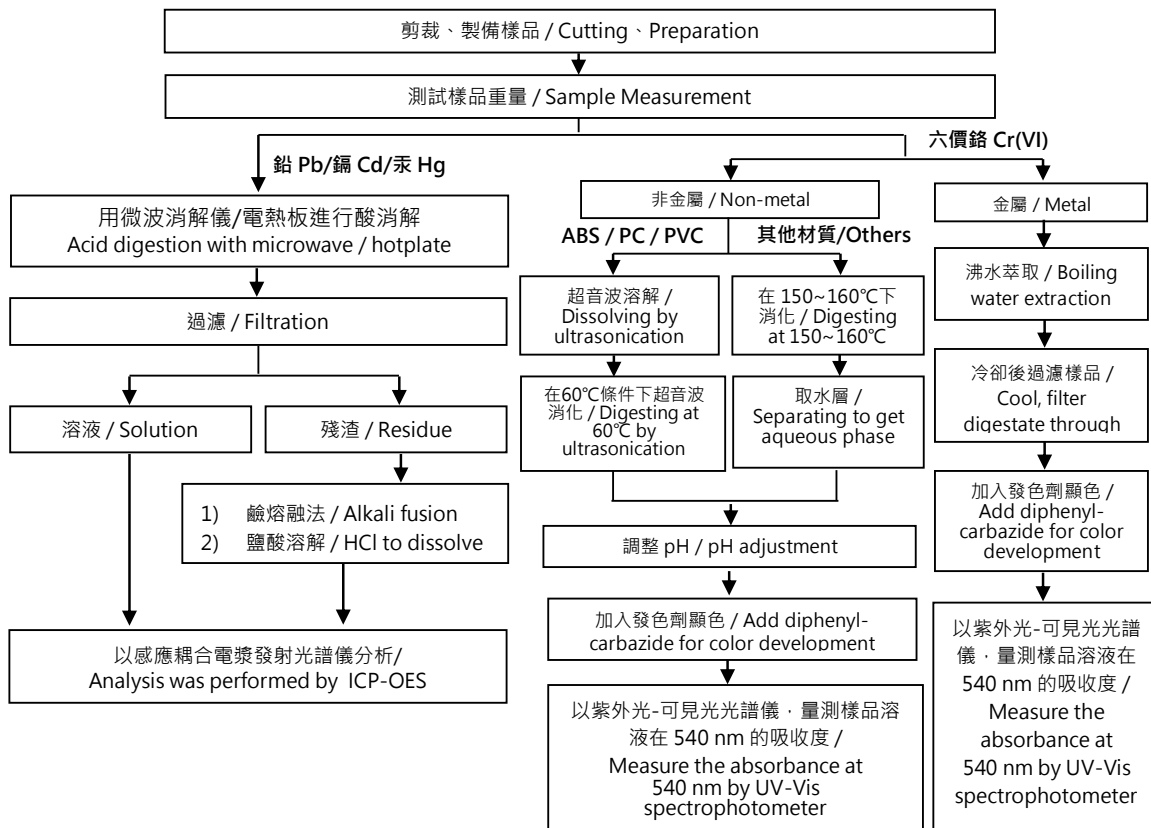 剪裁、製備樣品 / Cutting、Preparation
測試樣品重量 / Sample Measurement
鉛 Pb/鎘 Cd/汞 Hg
用微波消解儀/電熱板進行酸消解
Acid digestion with microwave / hotplate
過濾 / Filtration
溶液 / Solution
殘渣 / Residue
1) 鹼熔融法 / Alkali fusion
2) 鹽酸溶解 / HCl to dissolve
以感應耦合電漿發射光譜儀分析/
Analysis was performed by ICP-OES
六價鉻 Cr(VI)
非金屬 / Non-metal
ABS / PC / PVC
超音波溶解 /
Dissolving by
ultrasonication
在60℃條件下超音波
消化 / Digesting at
60℃ by
ultrasonication
其他材質/Others
在 150~160℃下
消化 / Digesting
at 150~160℃
取水層 /
Separating to get
aqueous phase
調整 pH / pH adjustment
加入發色劑顯色 / Add diphenyl-
carbazide for color development
以紫外光-可見光光譜儀，量測樣品溶
液在 540 nm 的吸收度 /
Measure the absorbance at
540 nm by UV-Vis
spectrophotometer
金屬 / Metal
沸水萃取 / Boiling
water extraction
冷卻後過濾樣品 /
Cool, filter
digestate through
加入發色劑顯色 /
Add diphenyl-
carbazide for color
development
以紫外光-可見光光譜
儀，量測樣品溶液在
540 nm 的吸收度 /
Measure the
absorbance at
540 nm by UV-Vis
spectrophotometer